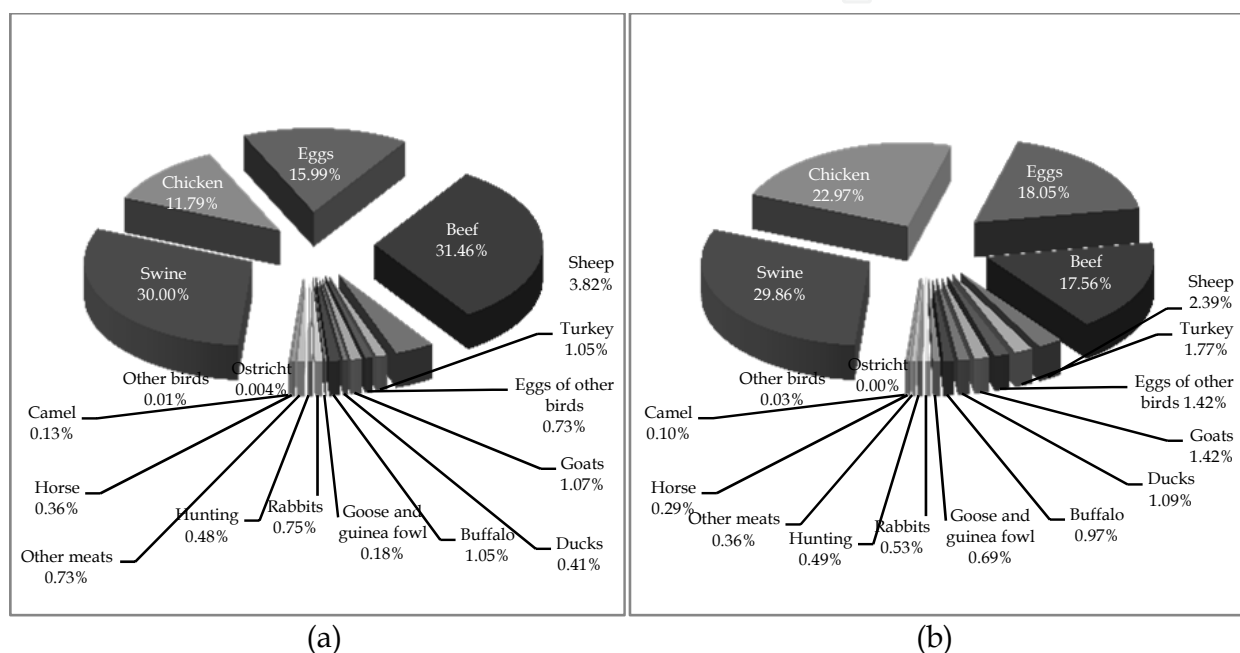 Eggs
15.99%
Chicken
11.79%
Beef
31.46%
Swine
30.00%
Sheep
3.82%
Turkey
1.05%
Ostricht
0.004%
Other birds
0.01%
Eggs of other
birds
0.73%
Camel
0.13%
Goats
1.07%
Horse
0.36%
Hunting
0.48%
Rabbits
0.75%
Goose and
guinea fowl
0.18%
Buffalo
1.05%
Ducks
0.41%
Other meats
0.73%
(a)
Chicken
22.97%
Eggs
18.05%
Beef
17.56%
Swine
29.86%
Sheep
2.39%
Turkey
1.77%
Ostricht
0.00%
Other birds
0.03%
Eggs of other
birds 1.42%
Camel
0.10%
Goats
1.42%
Horse
0.29%
Ducks
1.09%
Other meats
0.36%
Hunting
0.49%
Rabbits
0.53%
Goose and
guinea fowl
0.69%
Buffalo
0.97%
(b)